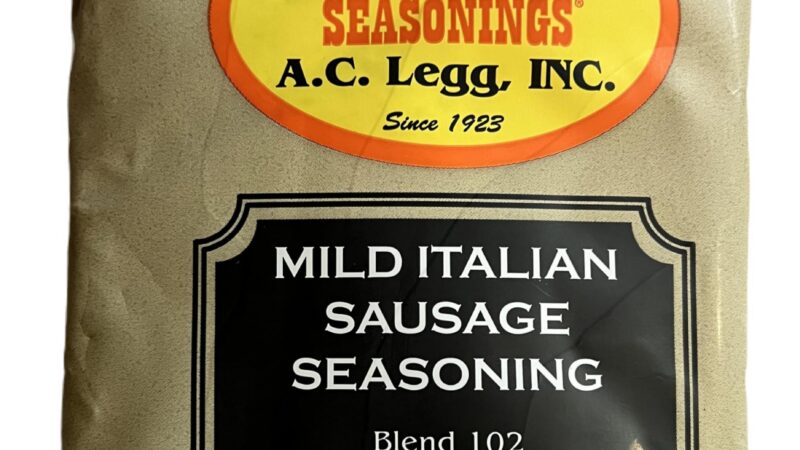 SEASONINGS®
A.C. Legg, INC.
Since 1923
MILD ITALIAN
SAUSAGE
SEASONING
Blend 102